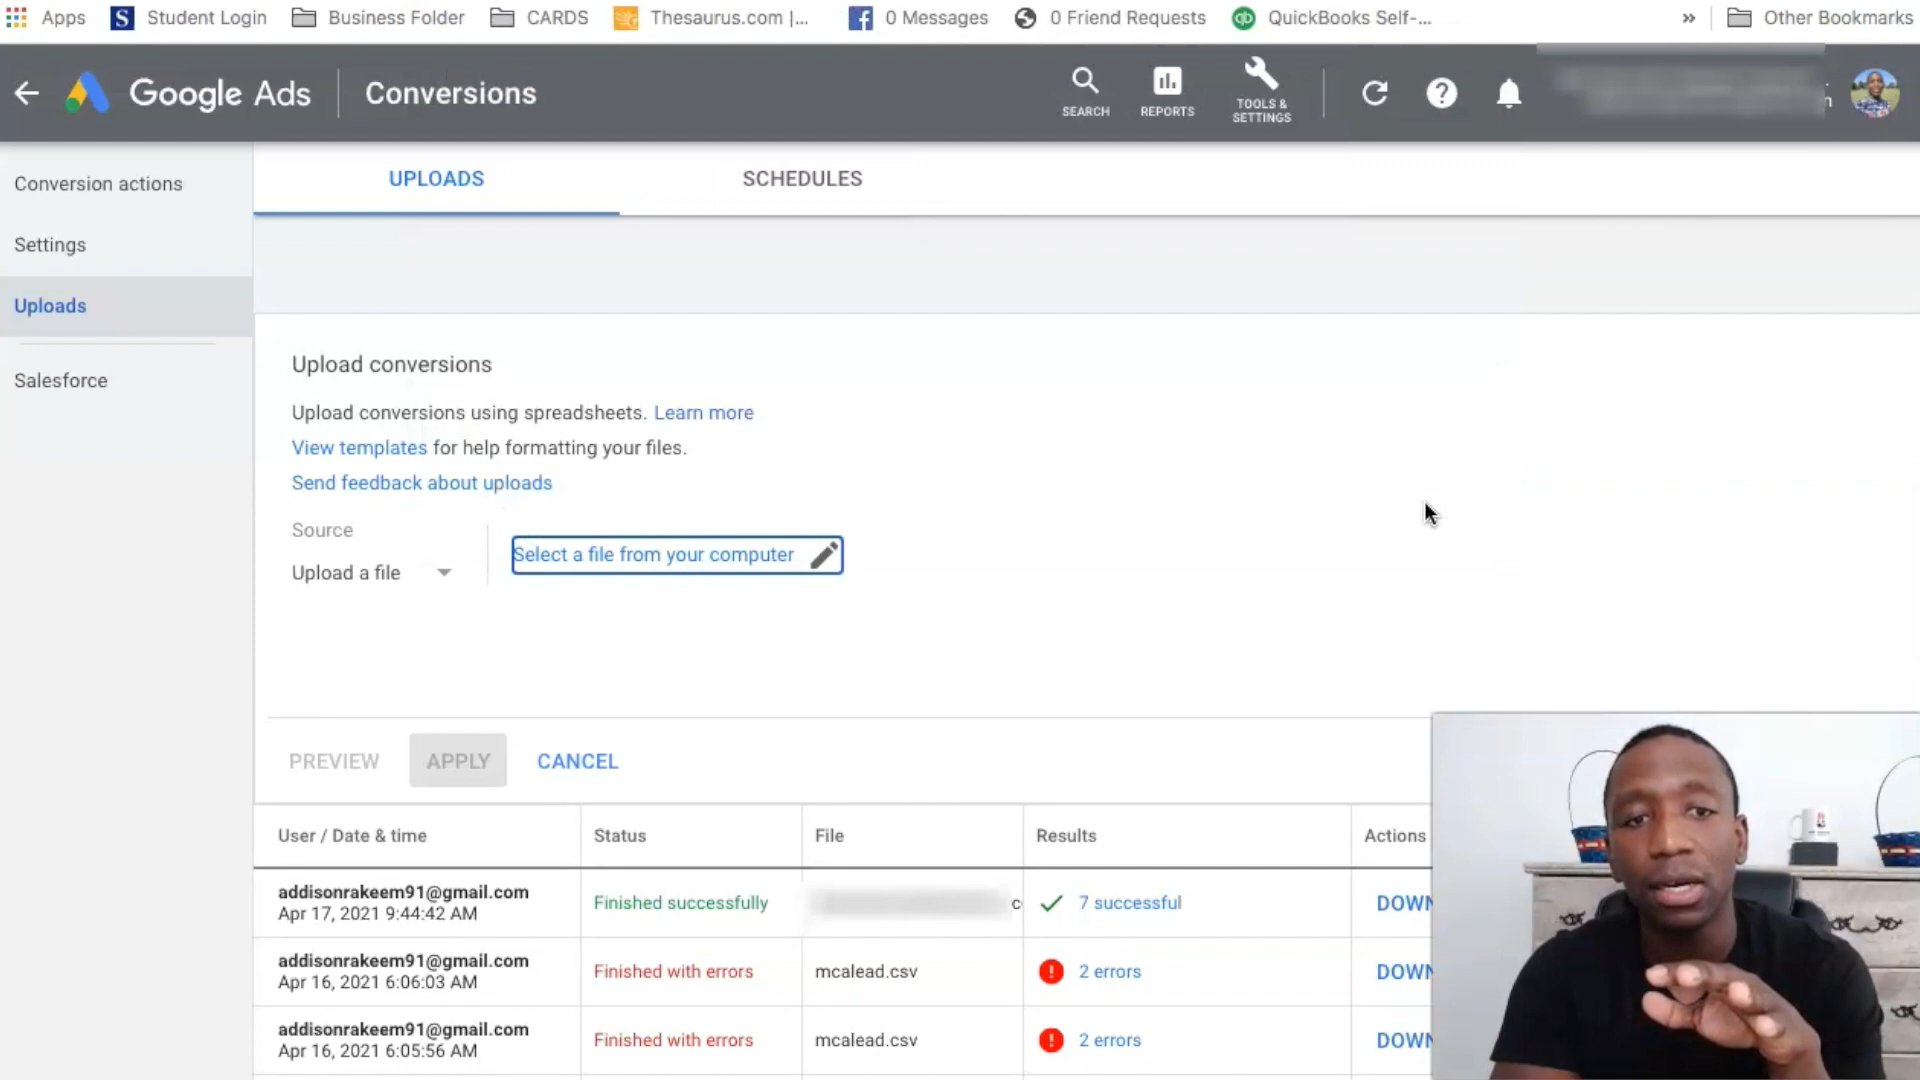 Apps
Student Login
Business Folder
CARDS
Thesaurus.com |...
0 Messages
0 Friend Requests
QuickBooks Self-...
»
Other Bookmarks
Google Ads
Conversions
SEARCH
REPORTS
TOOLS &
SETTINGS
Conversion actions
Settings
Uploads
Salesforce
UPLOADS
SCHEDULES
Upload conversions
Upload conversions using spreadsheets. Learn more
View templates for help formatting your files.
Send feedback about uploads
Source
Upload a file
Select a file from your computer
PREVIEW
APPLY
CANCEL
User / Date & time
Status
File
Results
Actions
addisonrakeem91@gmail.com
Apr 17, 2021 9:44:42 AM
Finished successfully
7 successful
DOWN
addisonrakeem91@gmail.com
Apr 16, 2021 6:06:03 AM
Finished with errors
mcalead.csv
2 errors
DOWN
addisonrakeem91@gmail.com
Apr 16, 2021 6:05:56 AM
Finished with errors
mcalead.csv
2 errors
DOWN